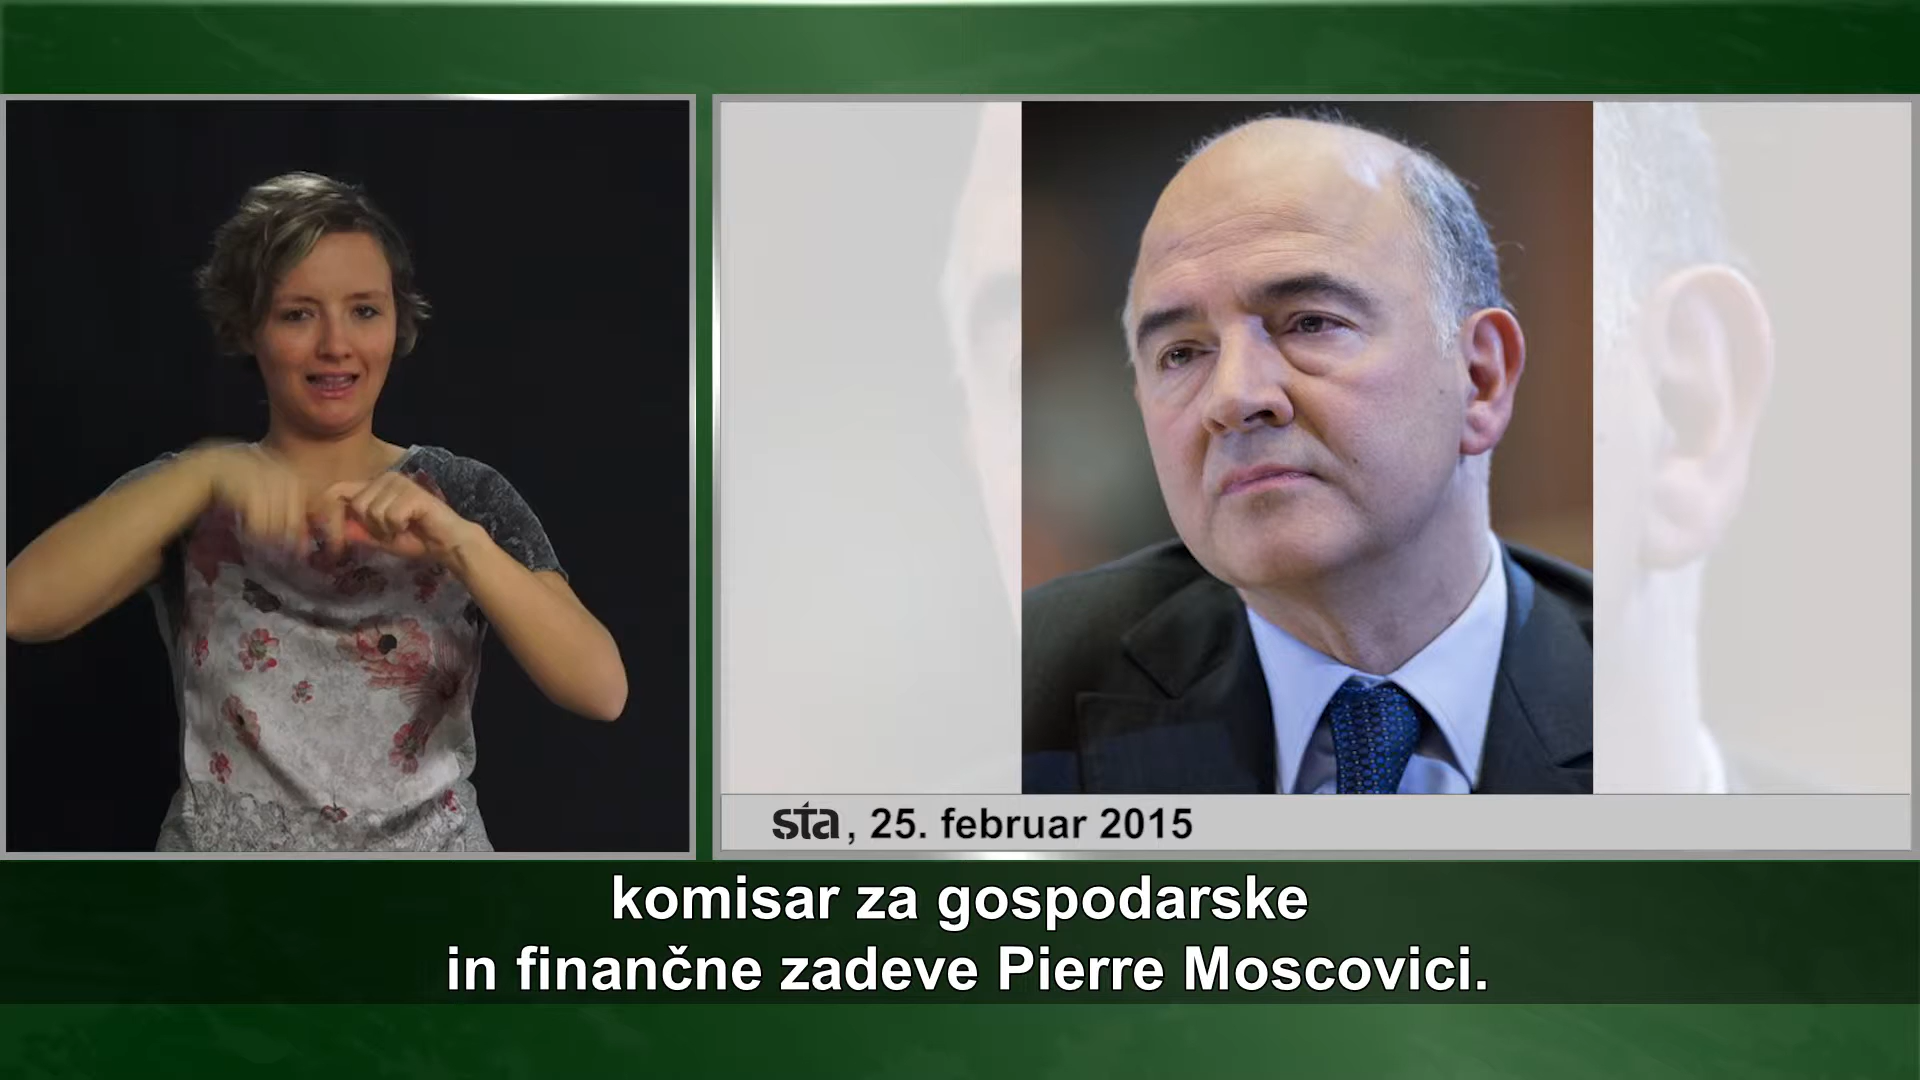 sta, 25. februar 2015
komisar za gospodarske
in finančne zadeve Pierre Moscovici.